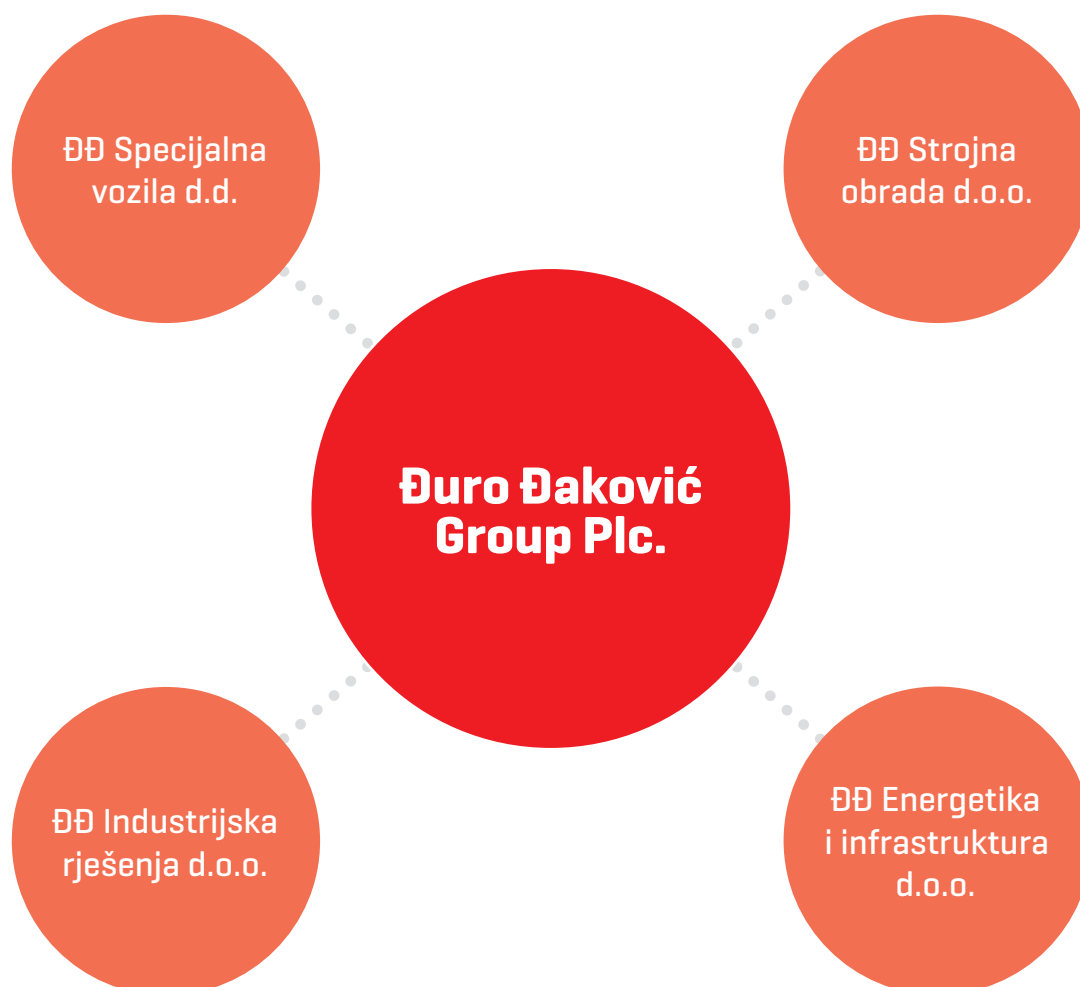 ĐĐ Specijalna
vozila d.d.
ĐĐ Strojna
obrada d.o.o.
Đuro Đaković
Group Plc.
ĐĐ Industrijska
rješenja d.o.o.
ĐĐ Energetika
i infrastruktura
d.o.o.